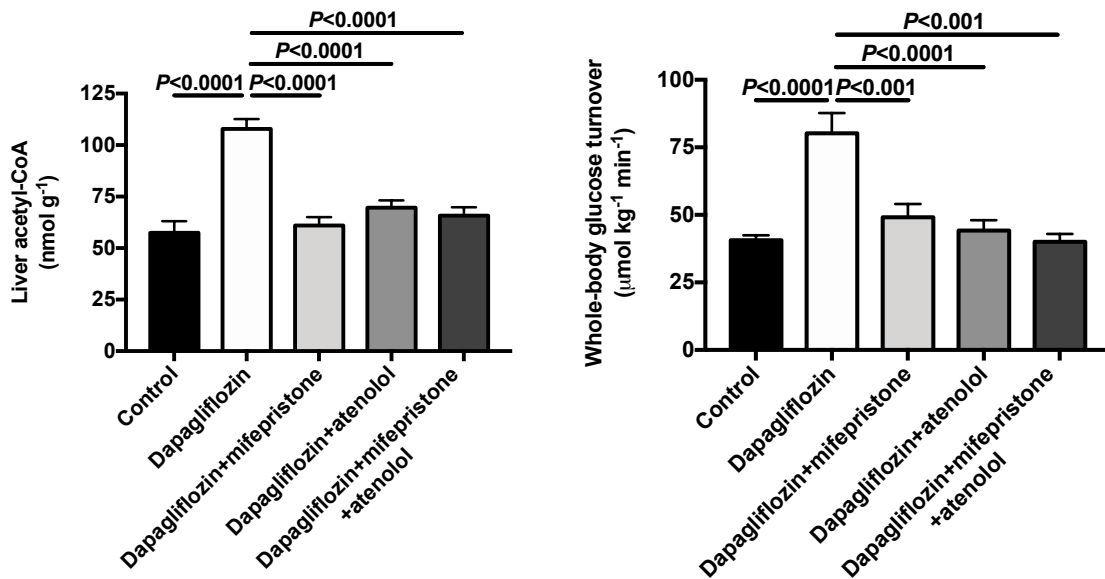 P<0.0001
P<0.0001
P<0.0001 P<0.0001
Liver acetyl-CoA
(nmol g⁻¹)
125
100
75
50
25
0
Control
Dapagliflozin
Dapagliflozin+mifepristone
Dapagliflozin+atenolol
Dapagliflozin+mifepristone
+atenolol
P<0.001
P<0.0001
P<0.0001 P<0.001
Whole-body glucose turnover
(μmol kg⁻¹ min⁻¹)
100
75
50
25
0
Control
Dapagliflozin
Dapagliflozin+mifepristone
Dapagliflozin+atenolol
Dapagliflozin+mifepristone
+atenolol